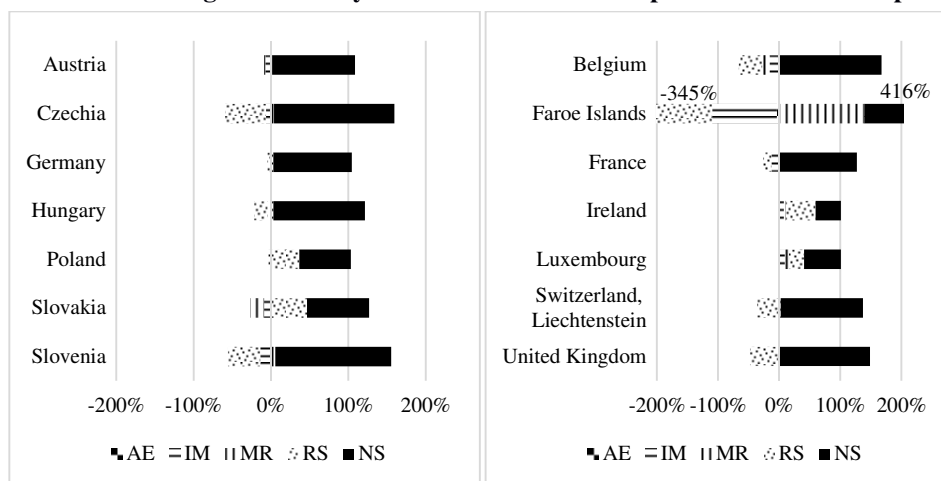 Austria
Czechia
Germany
Hungary
Poland
Slovakia
Slovenia
-200% -100% 0% 100% 200%
AE IM MR RS NS
Belgium
-345% 416%
Faroe Islands
France
Ireland
Luxembourg
Switzerland,
Liechtenstein
United Kingdom
-200% -100% 0% 100% 200%
AE IM MR RS NS